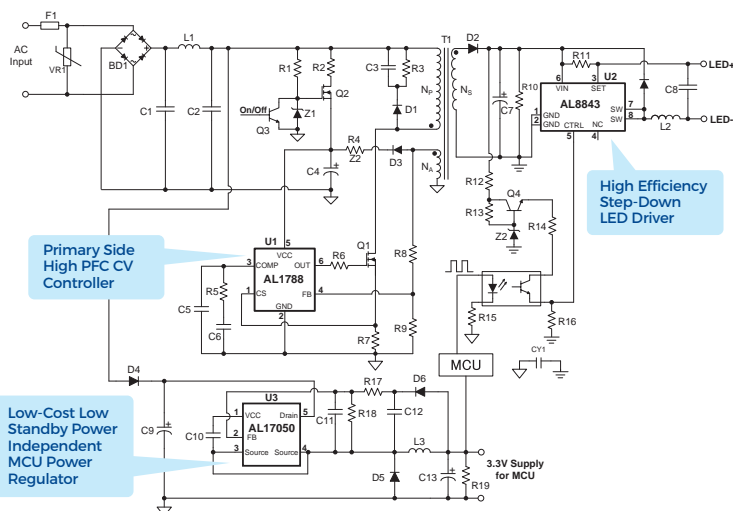 F1
AC
Input
VR1
BD1
L1
C1
C2
R1
R2
C3
R3
T1
D2
R11
LED+
On/Off
Q3
Z1
Q2
D1
NP
NS
C7
R10
6
VIN
3
SET
U2
AL8843
1
GND
2
GND
CTRL
NC
SW
7
SW
8
5
4
C8
L2
LED-
R4
Z2
D3
C4
NA
R12
Q4
R13
Z2
R14
High Efficiency
Step-Down
LED Driver
Primary Side
High PFC CV
Controller
U1
5
VCC
3
COMP
OUT
6
AL1788
1
CS
FB
4
GND
2
R5
C5
C6
R6
Q1
R8
R7
R9
R15
R16
MCU
CY1
D4
C9
Low-Cost Low
Standby Power
Independent
MCU Power
Regulator
U3
1
VCC
Drain
5
AL17050
2
FB
3
Source
Source
4
C10
C11
R18
R17
C12
D6
L3
D5
C13
R19
3.3V Supply
for MCU